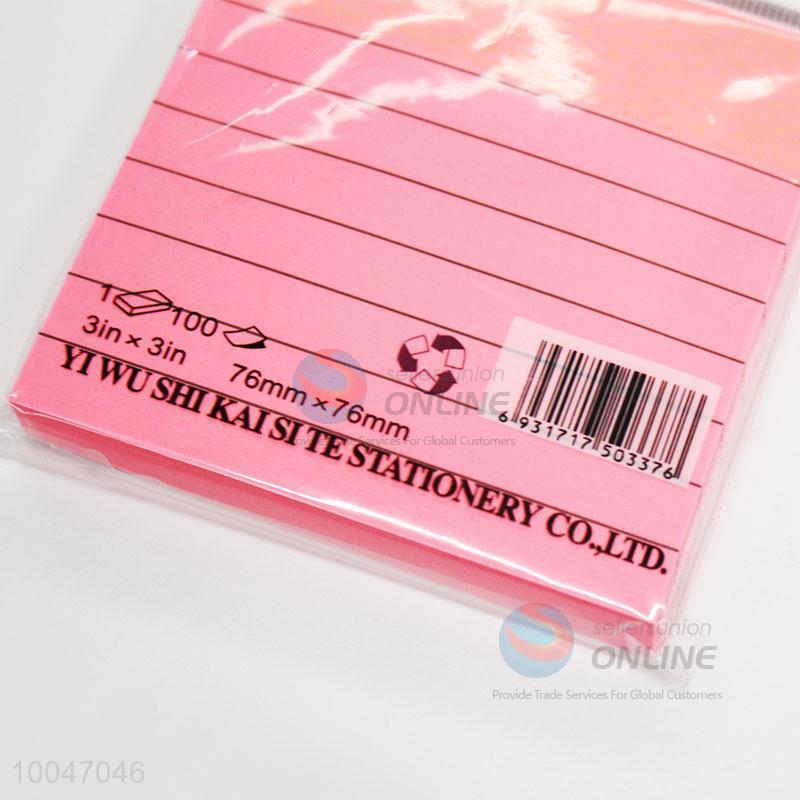 1 100
3in×3in
76mm×76mm
YI WU SHI KAI SI TE STATIONERY CO.,LTD.
6 931717 503376
sellersunion
ONLINE
Provide Trade Services For Global Customers
sellersunion
ONLINE
Provide Trade Services For Global Customers
10047046